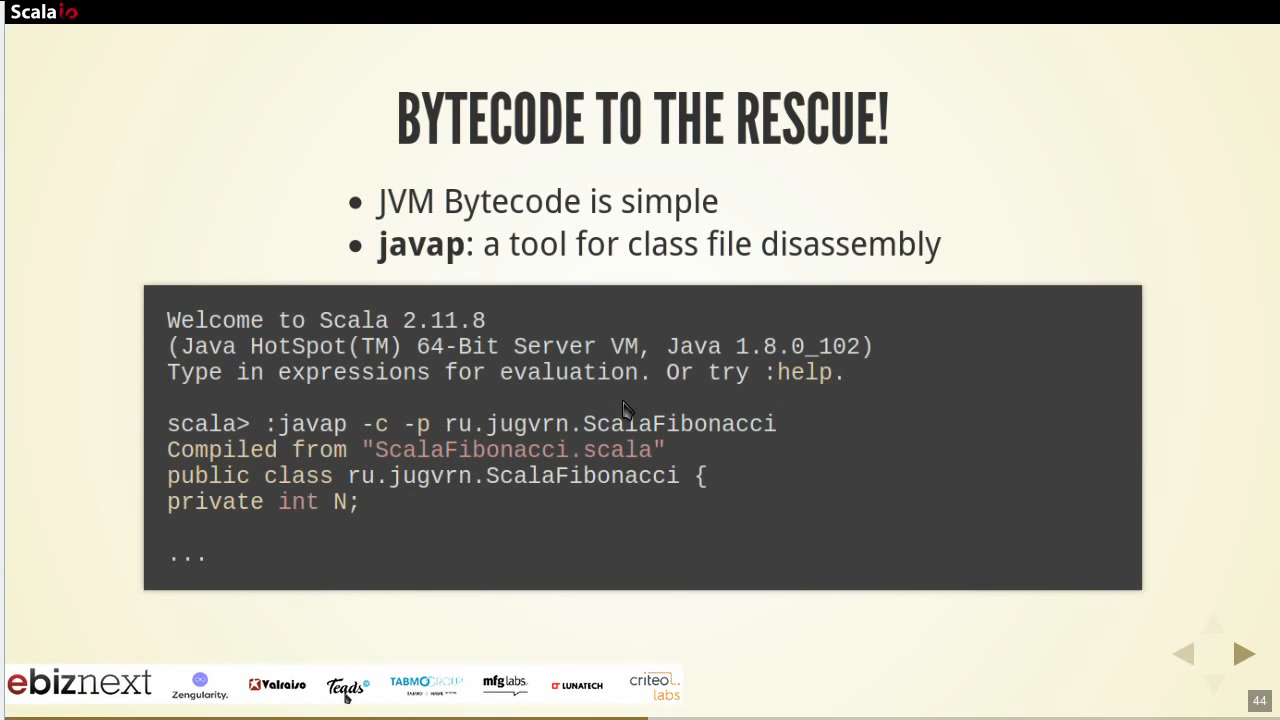 Scala io
BYTECODE TO THE RESCUE!
• JVM Bytecode is simple
• javap: a tool for class file disassembly
Welcome to Scala 2.11.8
(Java HotSpot(TM) 64-Bit Server VM, Java 1.8.0_102)
Type in expressions for evaluation. Or try :help.
scala> :javap -c -p ru.jugvrn.ScalaFibonacci
Compiled from "ScalaFibonacci.scala"
public class ru.jugvrn.ScalaFibonacci {
private int N;
...
ebiznext Zengularity. Valraiso Teads TABMO GROUP mfg labs. LUNATECH criteo. labs
44